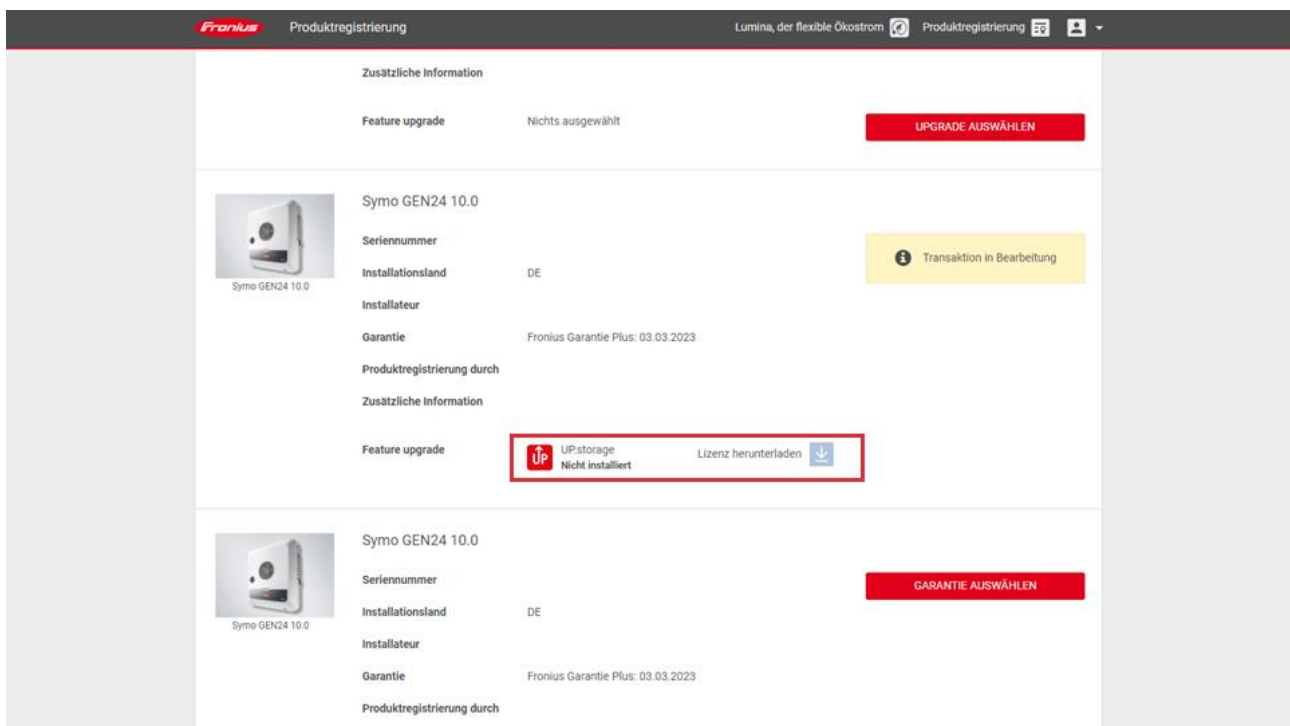 Fronius Produktregistrierung Lumina, der flexible Ökostrom Produktregistrierung
Zusätzliche Information
Feature upgrade Nichts ausgewählt UPGRADE AUSWÄHLEN
Symo GEN24 10.0
Seriennummer
Transaktion in Bearbeitung
Installationsland DE
Symo GEN24 10.0
Installateur
Garantie Fronius Garantie Plus: 03.03.2023
Produktregistrierung durch
Zusätzliche Information
Feature upgrade UP UP.storage Lizenz herunterladen
Nicht installiert
Symo GEN24 10.0
Seriennummer GARANTIE AUSWÄHLEN
Installationsland DE
Symo GEN24 10.0
Installateur
Garantie Fronius Garantie Plus: 03.03.2023
Produktregistrierung durch